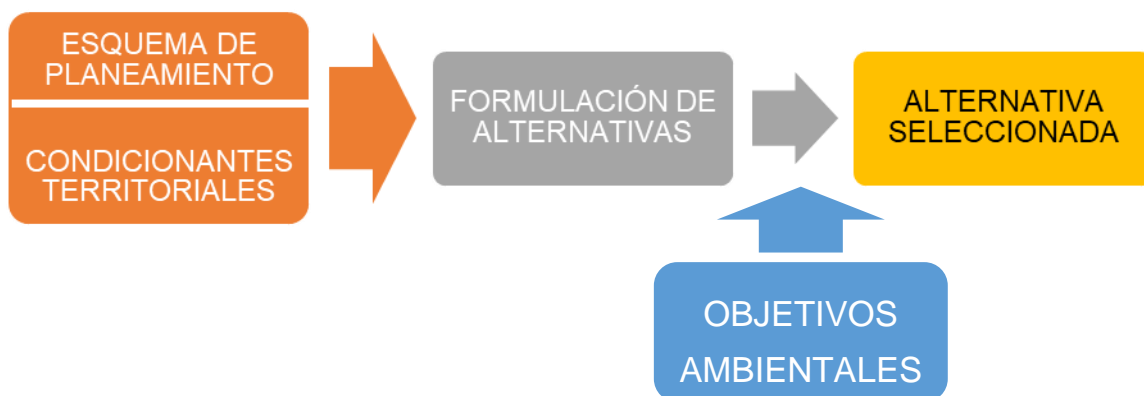 ESQUEMA DE
PLANEAMIENTO
CONDICIONANTES
TERRITORIALES
FORMULACIÓN DE
ALTERNATIVAS
ALTERNATIVA
SELECCIONADA
OBJETIVOS
AMBIENTALES